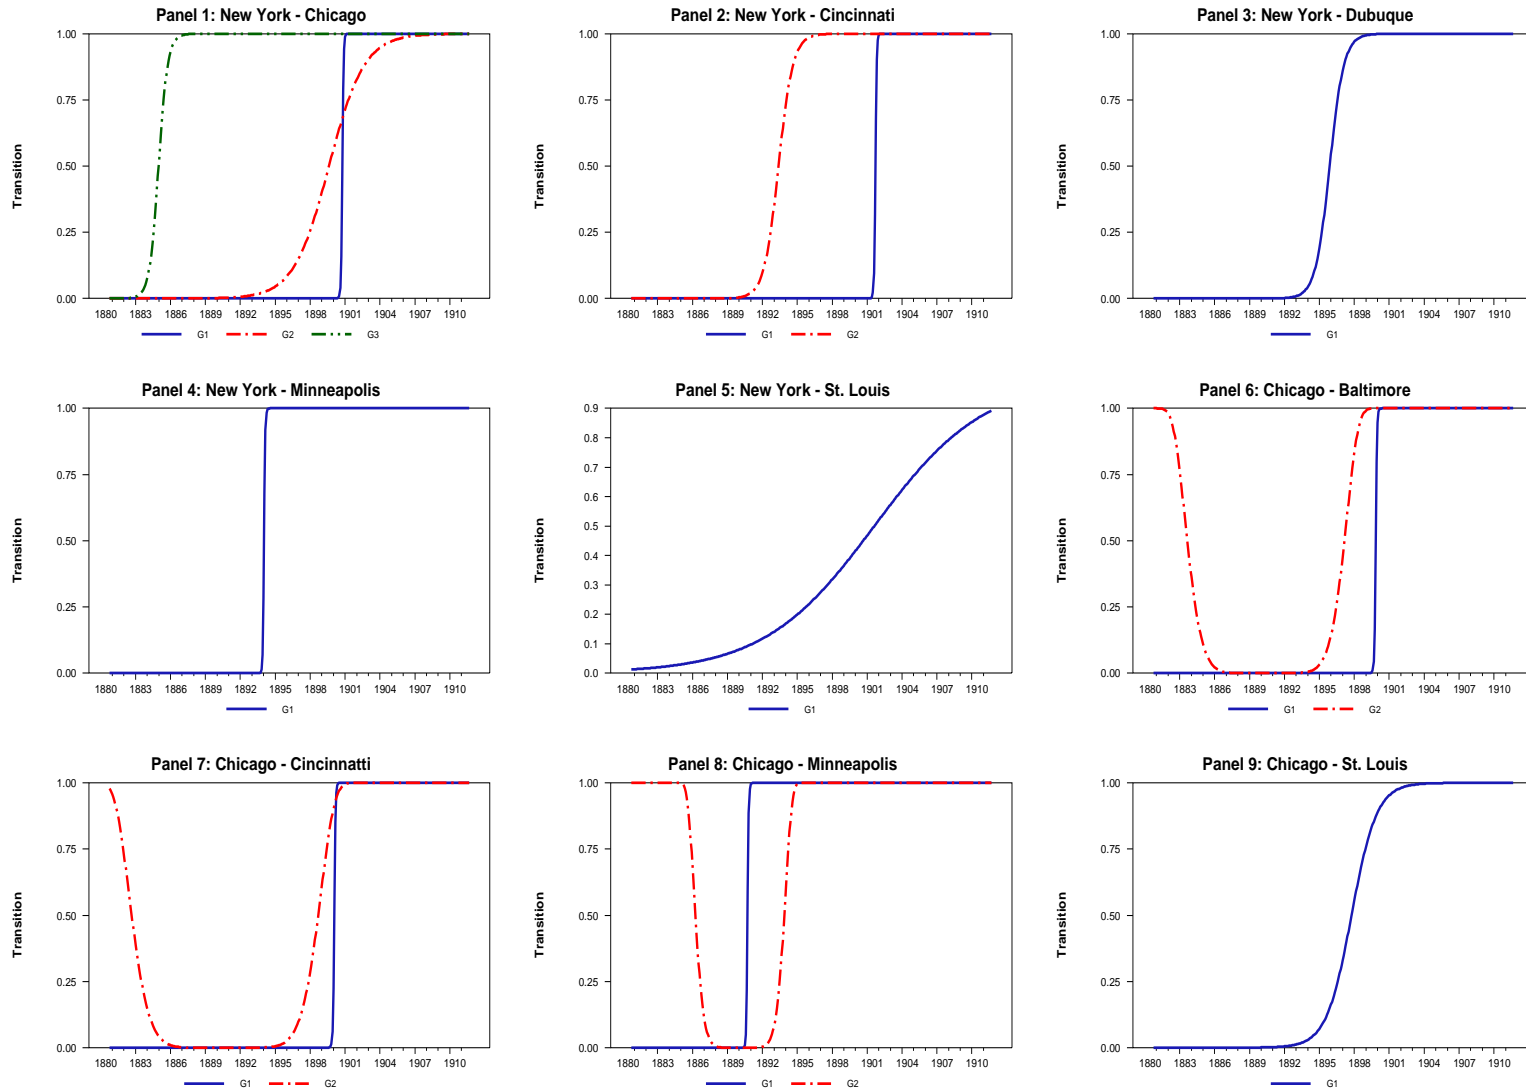 Panel 1: New York - Chicago
Transition
1.00
0.75
0.50
0.25
0.00
1880 1883 1886 1889 1892 1895 1898 1901 1904 1907 1910
G1 G2 G3
Panel 2: New York - Cincinnati
Transition
1.00
0.75
0.50
0.25
0.00
1880 1883 1886 1889 1892 1895 1898 1901 1904 1907 1910
G1 G2
Panel 3: New York - Dubuque
Transition
1.00
0.75
0.50
0.25
0.00
1880 1883 1886 1889 1892 1895 1898 1901 1904 1907 1910
G1
Panel 4: New York - Minneapolis
Transition
1.00
0.75
0.50
0.25
0.00
1880 1883 1886 1889 1892 1895 1898 1901 1904 1907 1910
G1
Panel 5: New York - St. Louis
Transition
0.9
0.8
0.7
0.6
0.5
0.4
0.3
0.2
0.1
0.0
1880 1883 1886 1889 1892 1895 1898 1901 1904 1907 1910
G1
Panel 6: Chicago - Baltimore
Transition
1.00
0.75
0.50
0.25
0.00
1880 1883 1886 1889 1892 1895 1898 1901 1904 1907 1910
G1 G2
Panel 7: Chicago - Cincinnatti
Transition
1.00
0.75
0.50
0.25
0.00
1880 1883 1886 1889 1892 1895 1898 1901 1904 1907 1910
G1 G2
Panel 8: Chicago - Minneapolis
Transition
1.00
0.75
0.50
0.25
0.00
1880 1883 1886 1889 1892 1895 1898 1901 1904 1907 1910
G1 G2
Panel 9: Chicago - St. Louis
Transition
1.00
0.75
0.50
0.25
0.00
1880 1883 1886 1889 1892 1895 1898 1901 1904 1907 1910
G1